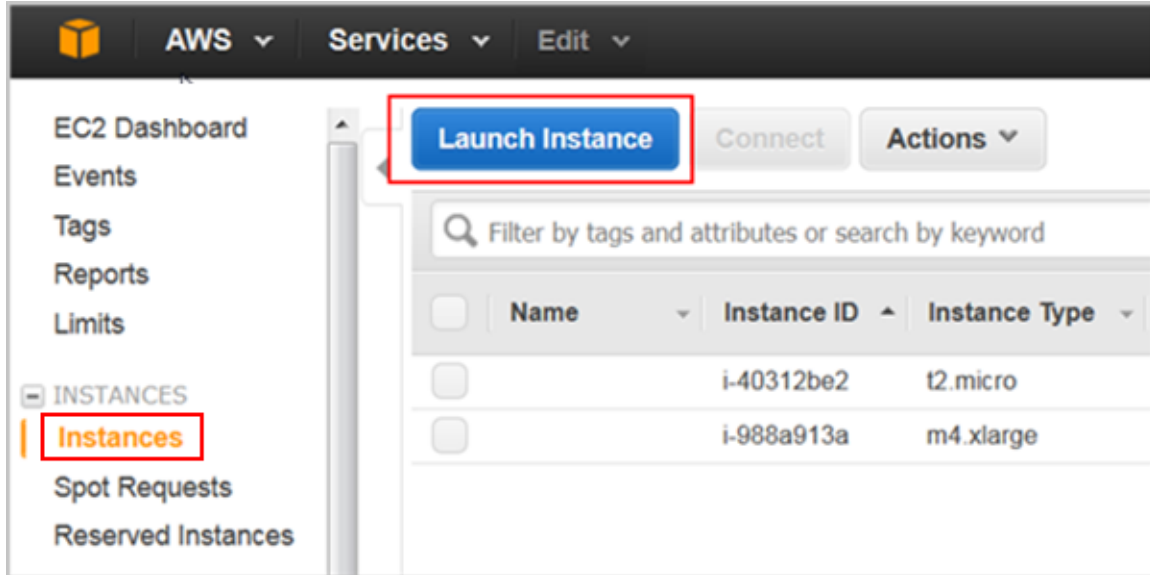 AWS Services Edit
EC2 Dashboard
Events
Tags
Reports
Limits
INSTANCES
Instances
Spot Requests
Reserved Instances
Launch Instance Connect Actions
Filter by tags and attributes or search by keyword
Name Instance ID Instance Type
i-40312be2 t2.micro
i-988a913a m4.xlarge